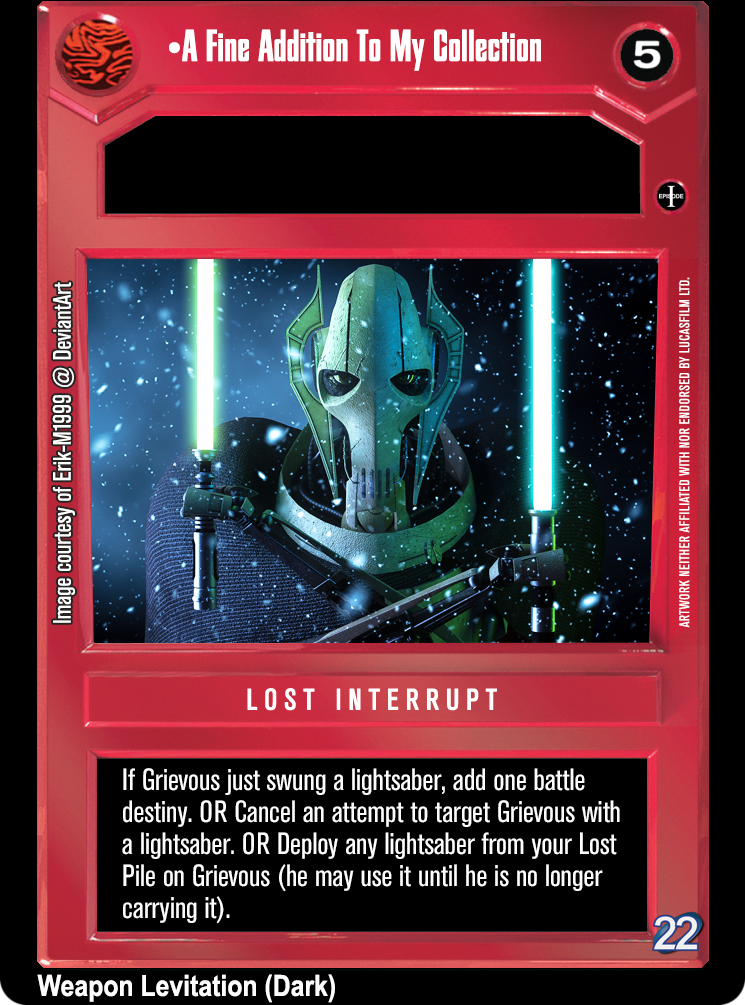 •A Fine Addition To My Collection
5
EPISODE
I
Image courtesy of Erik-M1999 @ DeviantArt
ARTWORK NEITHER AFFILIATED WITH NOR ENDORSED BY LUCASFILM LTD.
LOST INTERRUPT
If Grievous just swung a lightsaber, add one battle
destiny. OR Cancel an attempt to target Grievous with
a lightsaber. OR Deploy any lightsaber from your Lost
Pile on Grievous (he may use it until he is no longer
carrying it).
22
Weapon Levitation (Dark)